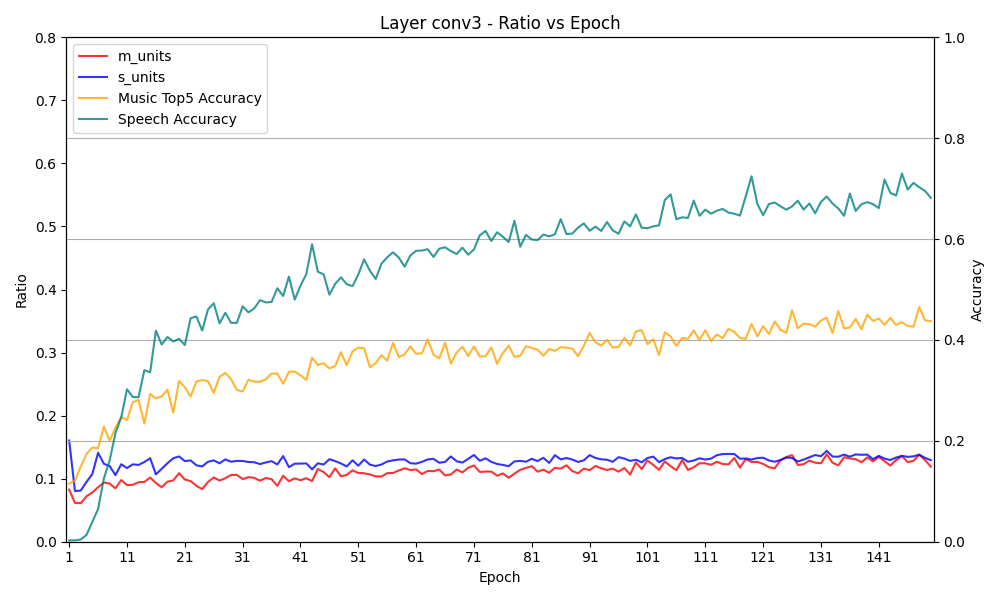 Layer conv3 - Ratio vs Epoch
m_units
s_units
Music Top5 Accuracy
Speech Accuracy
Ratio
0.8
0.7
0.6
0.5
0.4
0.3
0.2
0.1
0.0
1.0
0.8
0.6
0.4
0.2
0.0
Accuracy
1 11 21 31 41 51 61 71 81 91 101 111 121 131 141
Epoch